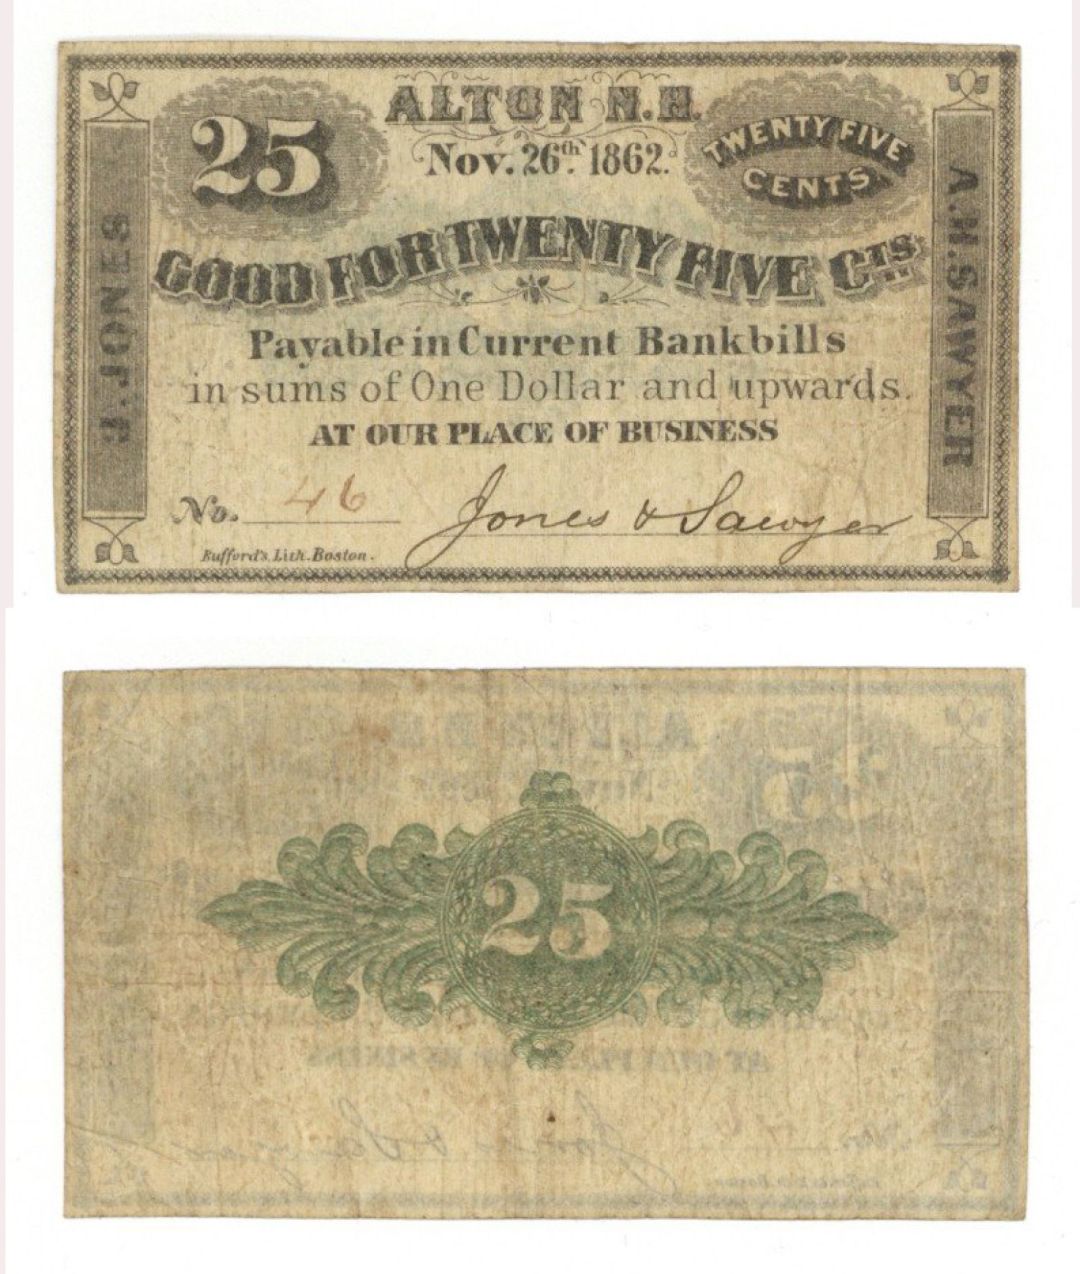 25
ALTON N.H.
Nov. 26th. 1862.
TWENTY FIVE
CENTS
J. JONES
A. H. SAWYER
GOOD FOR TWENTY FIVE CTS
Payable in Current Bankbills
in sums of One Dollar and upwards.
AT OUR PLACE OF BUSINESS
No. 46
Jones & Sawyer
Bufford's Lith. Boston.
25